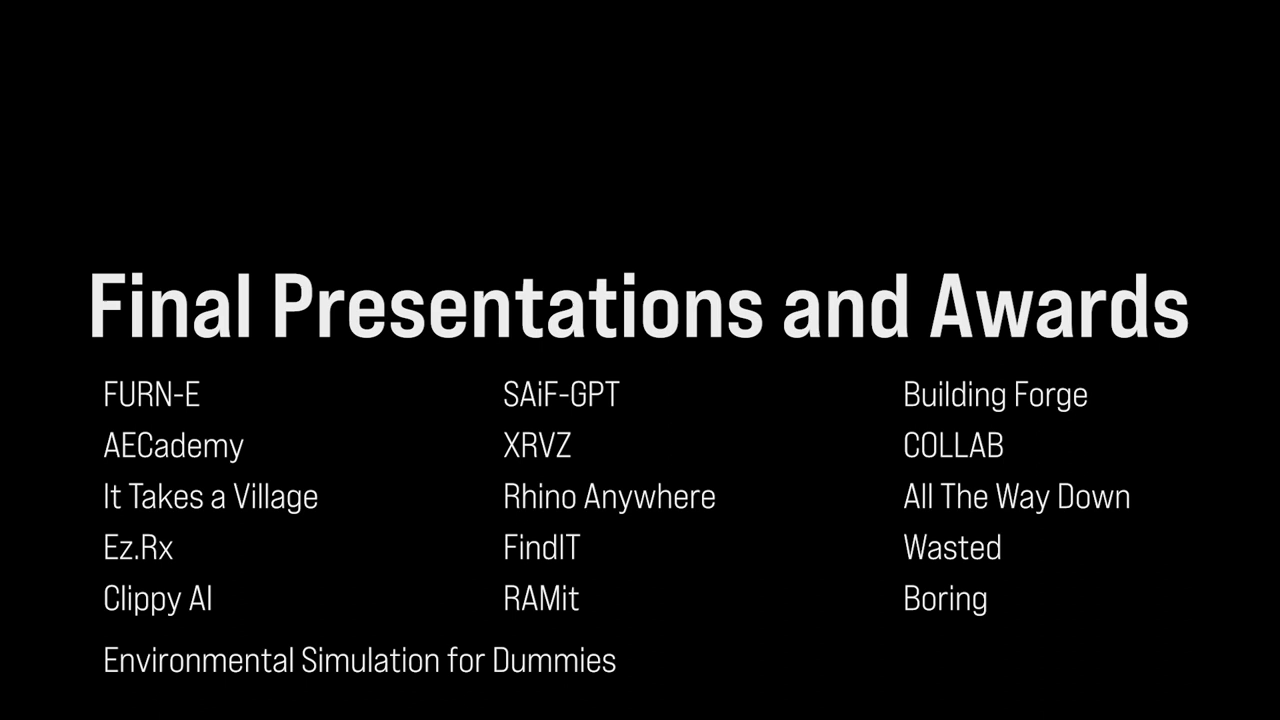 Final Presentations and Awards
FURN-E
AECademy
It Takes a Village
Ez.Rx
Clippy AI
Environmental Simulation for Dummies
SAiF-GPT
XRVZ
Rhino Anywhere
FindIT
RAMit
Building Forge
COLLAB
All The Way Down
Wasted
Boring